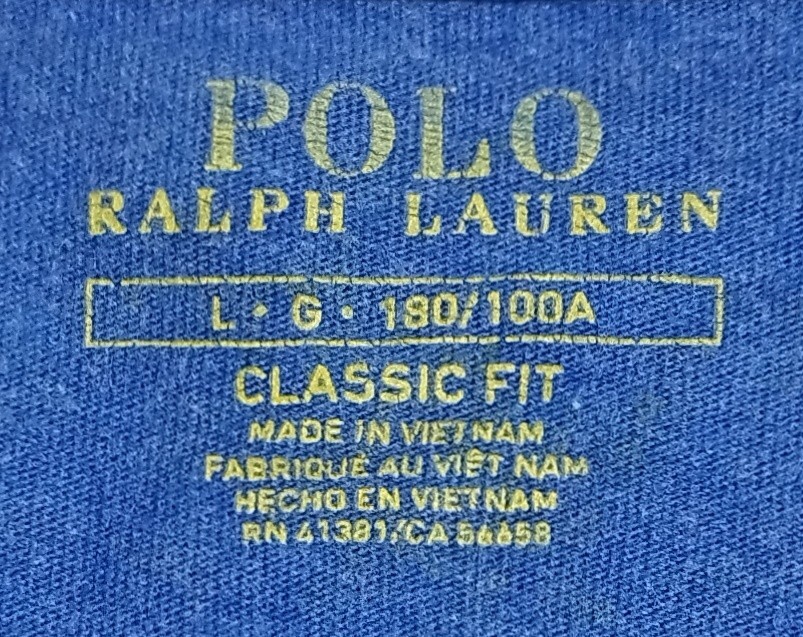 POLO
RALPH LAUREN
L • G • 180/100A
CLASSIC FIT
MADE IN VIETNAM
FABRIQUÉ AU VIÊT NAM
HECHO EN VIETNAM
RN 41381/CA 56658